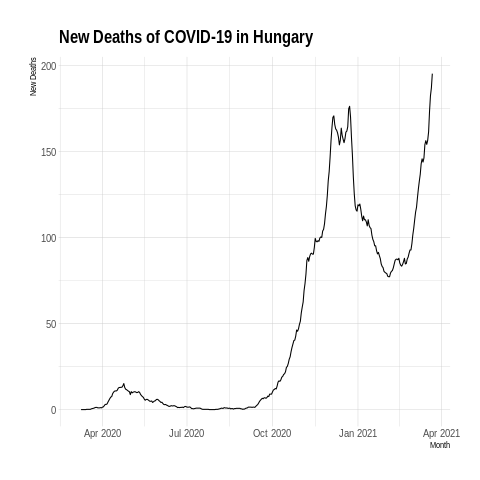 New Deaths of COVID-19 in Hungary
New Deaths
200
150
100
50
0
Apr 2020 Jul 2020 Oct 2020 Jan 2021 Apr 2021
Month